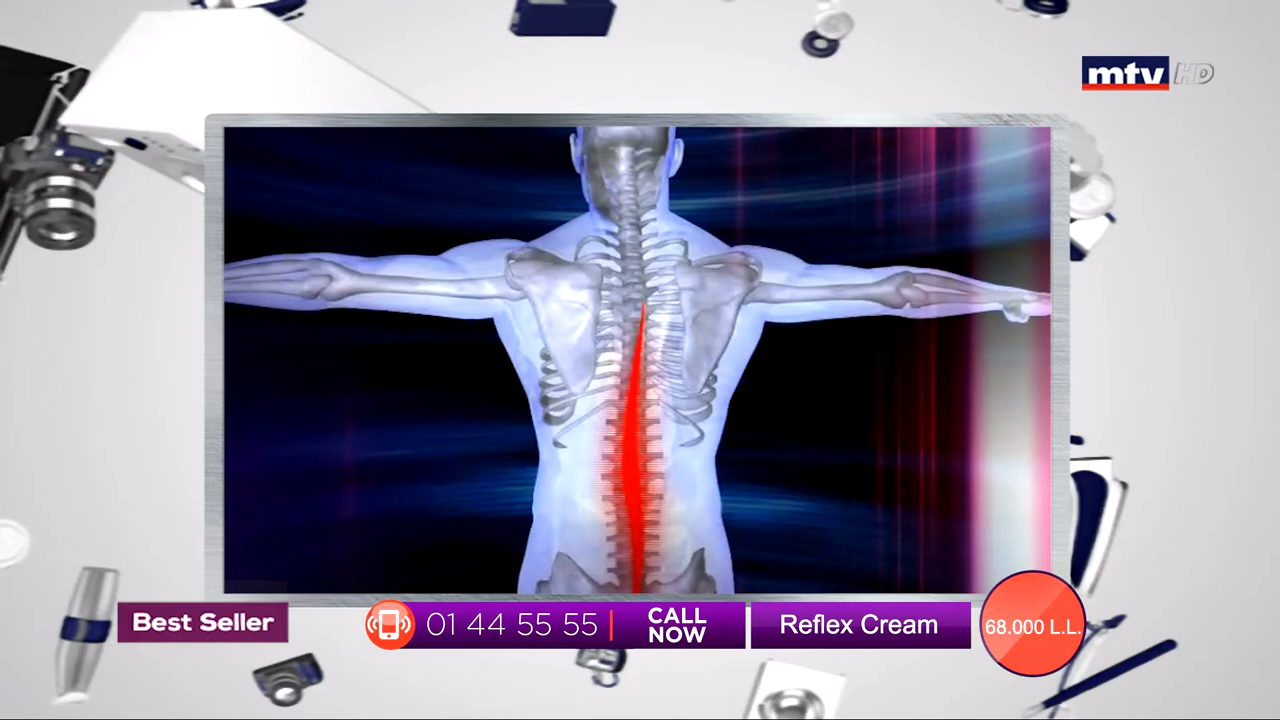 mtv HD
Best Seller
01 44 55 55
CALL
NOW
Reflex Cream
68.000 L.L.